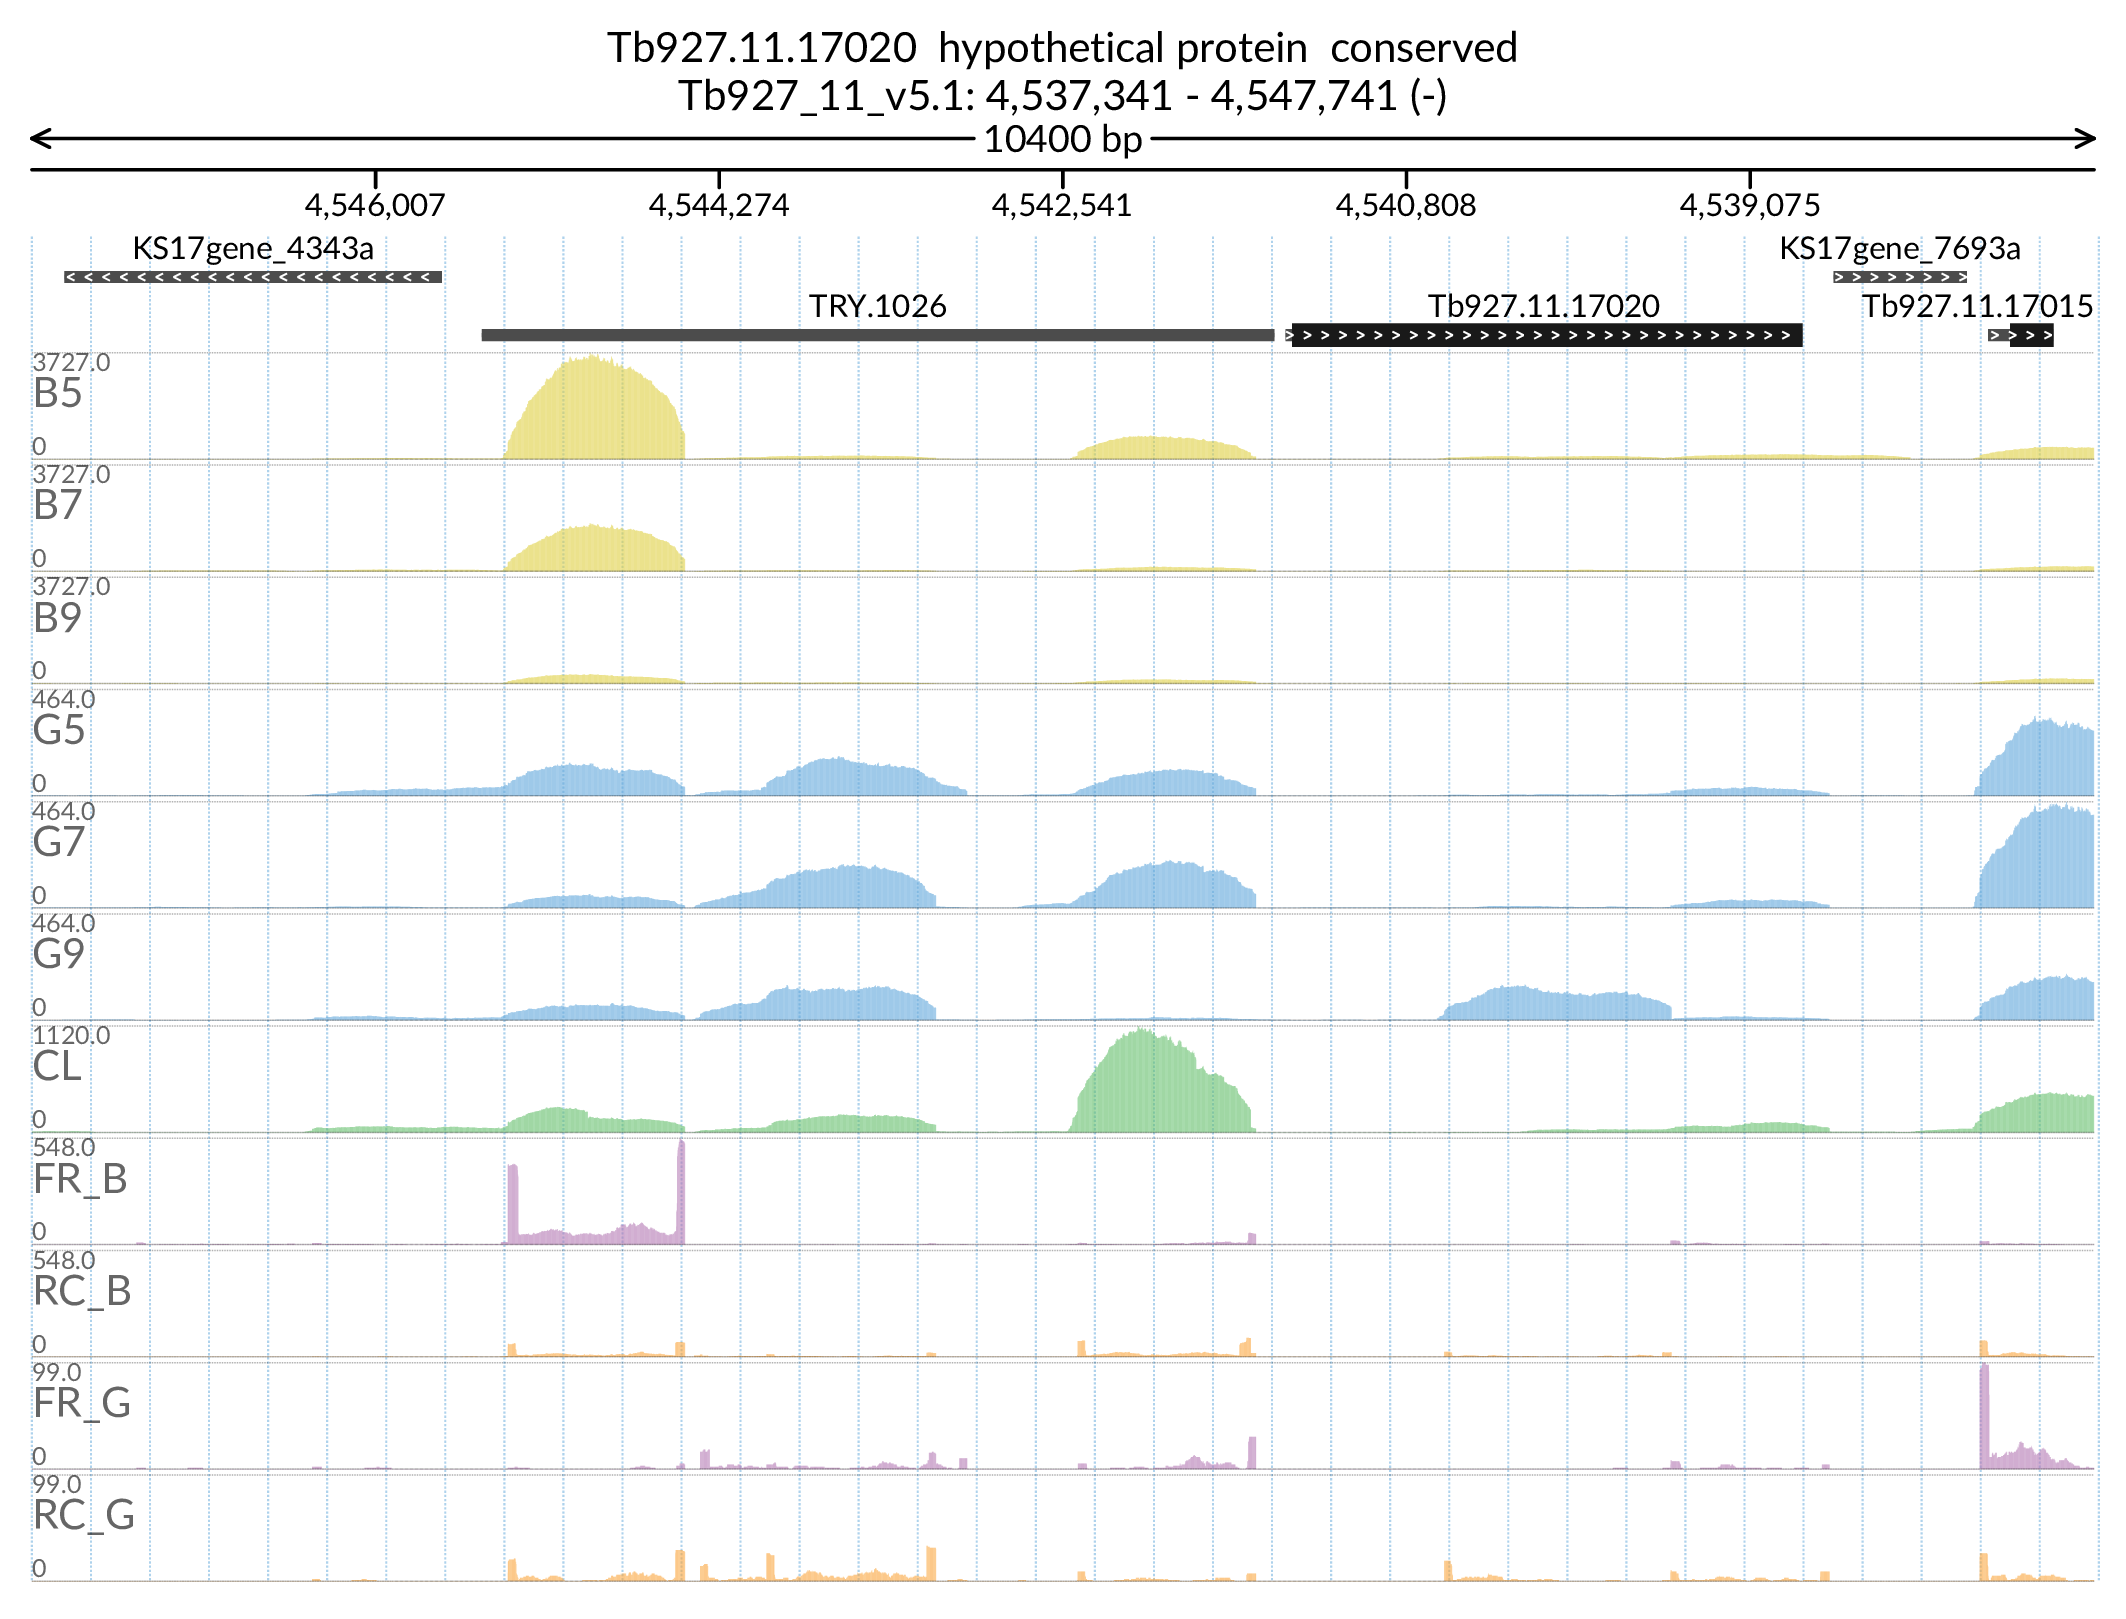 Tb927.11.17020 hypothetical protein conserved
Tb927_11_v5.1: 4,537,341 - 4,547,741 (-)
10400 bp
4,546,007 4,544,274 4,542,541 4,540,808 4,539,075
KS17gene_4343a KS17gene_7693a
TRY.1026 Tb927.11.17020 Tb927.11.17015
3727.0
B5
0
3727.0
B7
0
3727.0
B9
0
464.0
G5
0
464.0
G7
0
464.0
G9
0
1120.0
CL
0
548.0
FR_B
0
548.0
RC_B
0
99.0
FR_G
0
99.0
RC_G
0